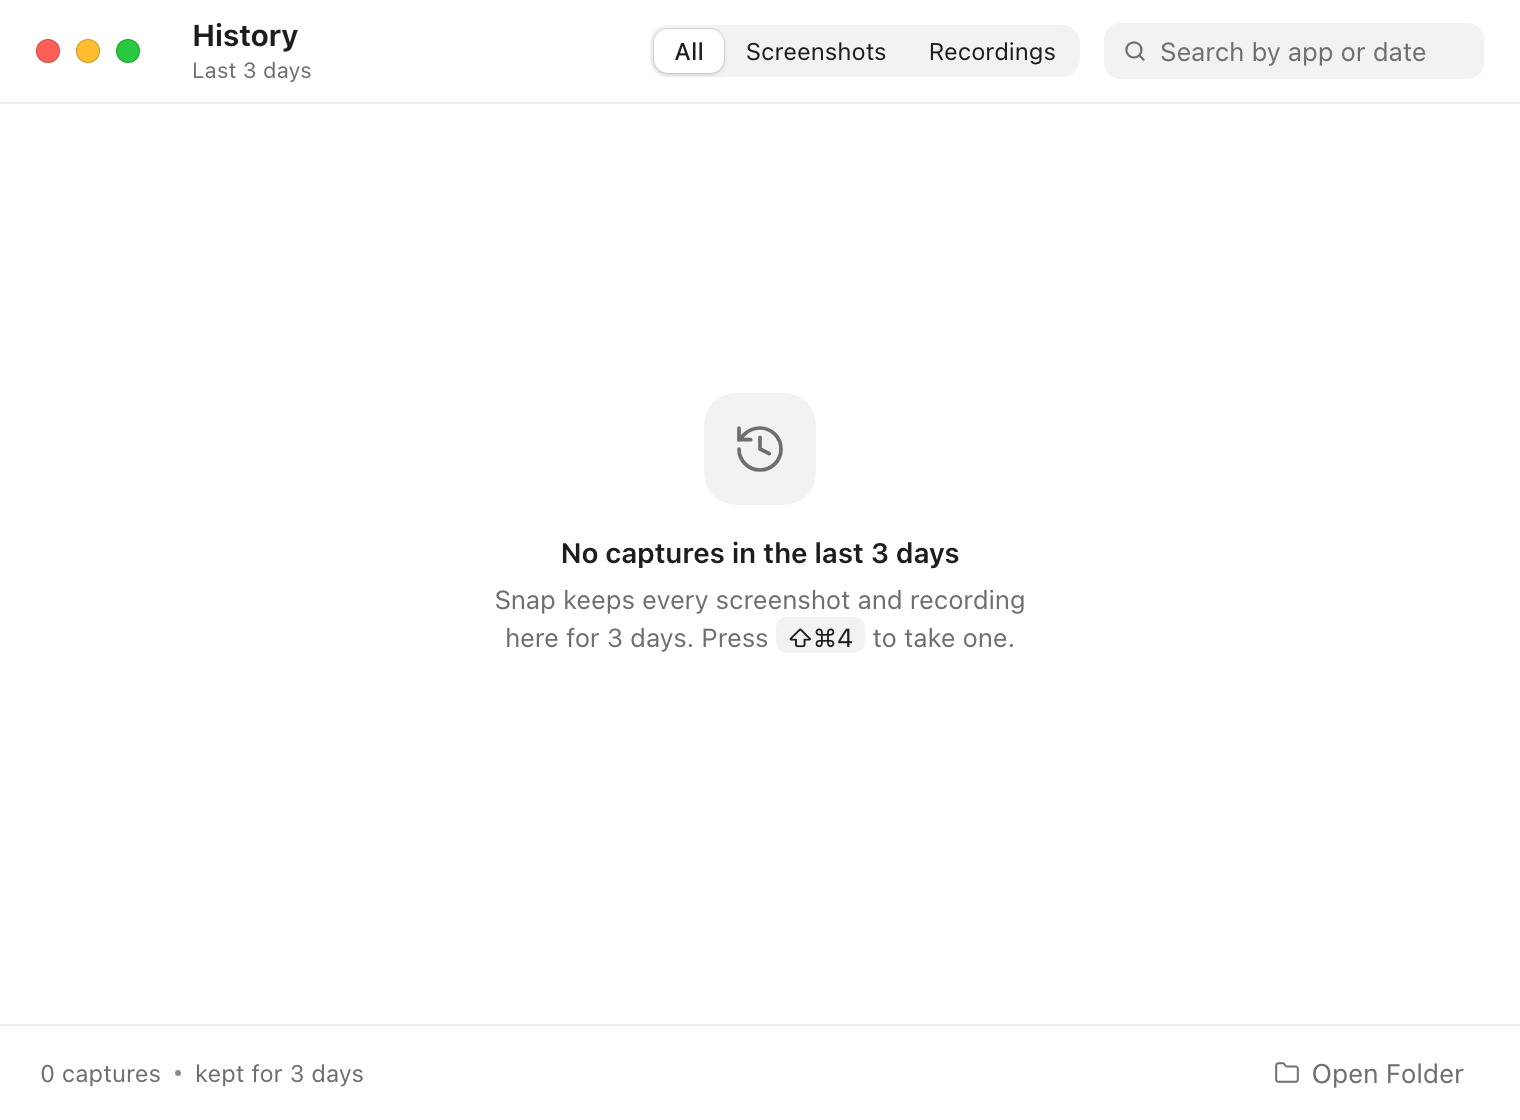 History
Last 3 days
All
Screenshots
Recordings
Search by app or date
No captures in the last 3 days
Snap keeps every screenshot and recording
here for 3 days. Press ⇧⌘4 to take one.
0 captures • kept for 3 days
Open Folder